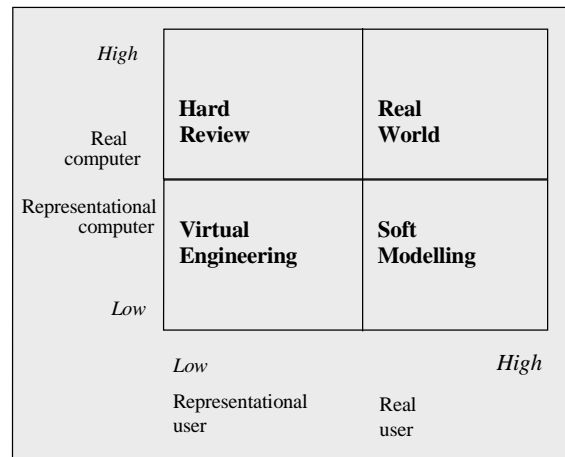 High
Hard
Review
Real
World
Real
computer
Representational
computer
Virtual
Engineering
Soft
Modelling
Low
Low
High
Representational
user
Real
user